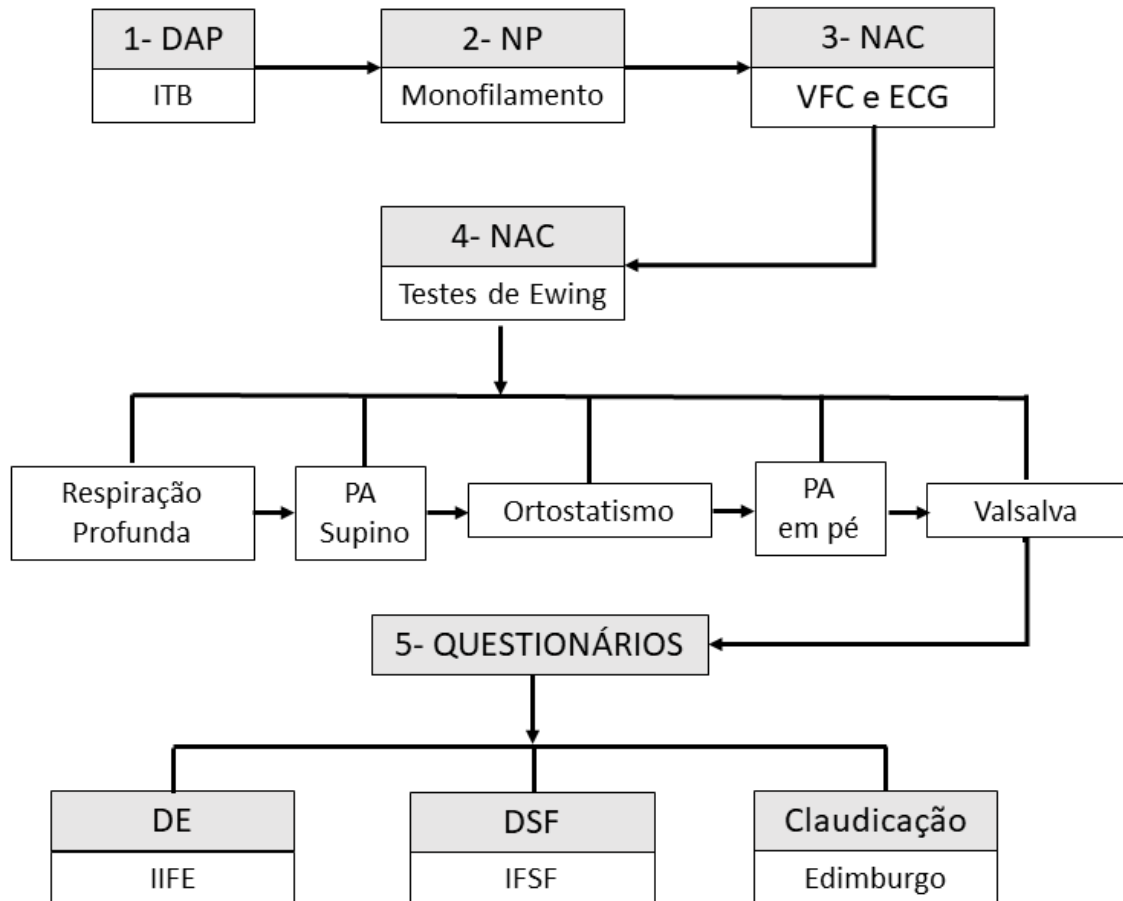 1- DAP
ITB
2- NP
Monofilamento
3- NAC
VFC e ECG
4- NAC
Testes de Ewing
Respiração
Profunda
PA
Supino
Ortostatismo
PA
em pé
Valsalva
5- QUESTIONÁRIOS
DE
IIFE
DSF
IFSF
Claudicação
Edimburgo